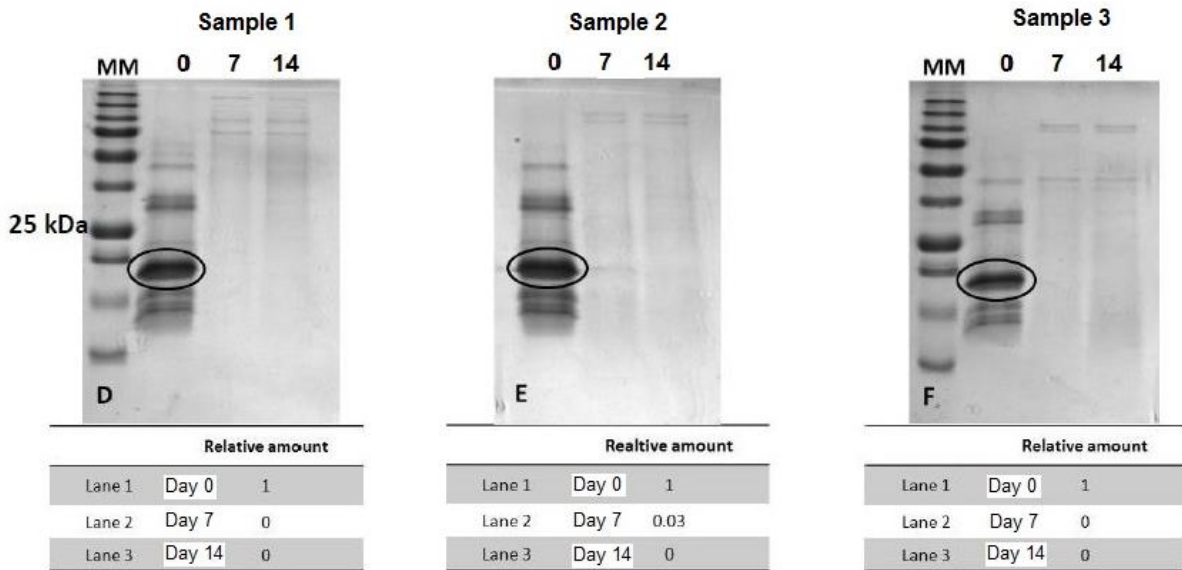 Sample 1
MM 0 7 14
25 kDa
D
Relative amount
Lane 1 Day 0 1
Lane 2 Day 7 0
Lane 3 Day 14 0
Sample 2
0 7 14
E
Realtive amount
Lane 1 Day 0 1
Lane 2 Day 7 0.03
Lane 3 Day 14 0
Sample 3
MM 0 7 14
F
Relative amount
Lane 1 Day 0 1
Lane 2 Day 7 0
Lane 3 Day 14 0